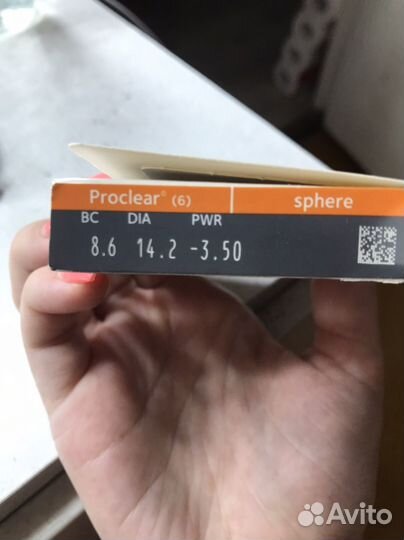 Proclear® (6) sphere
BC DIA PWR
8.6 14.2 -3.50
Avito